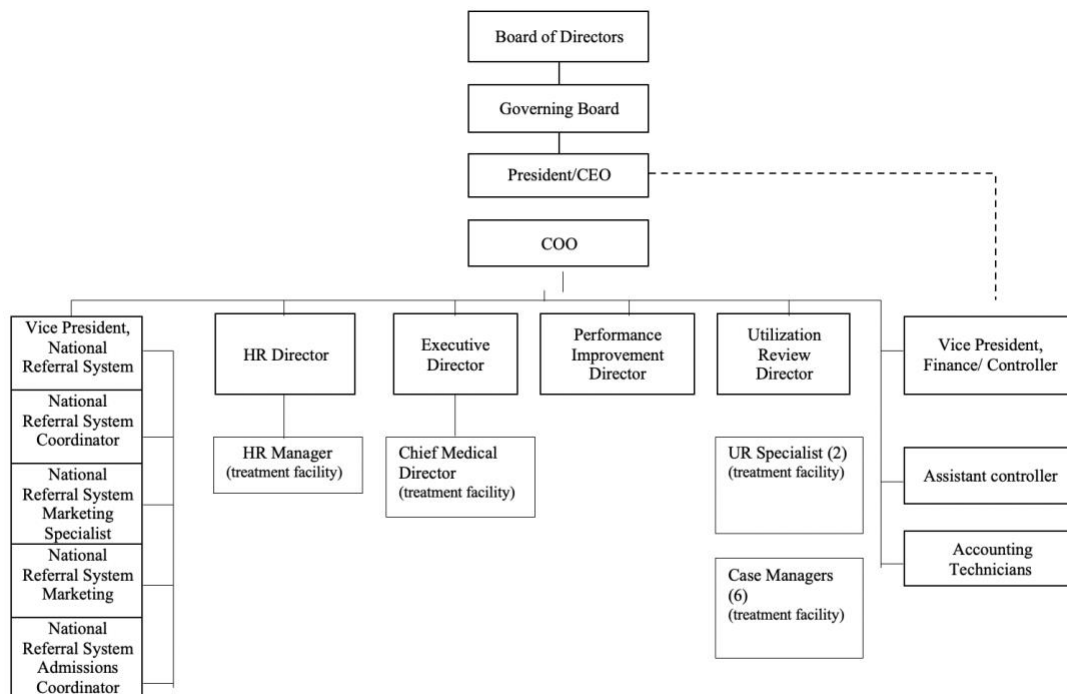 Board of Directors
Governing Board
President/CEO
COO
Vice President,
National
Referral System
National
Referral System
Coordinator
National
Referral System
Marketing
Specialist
National
Referral System
Marketing
National
Referral System
Admissions
Coordinator
HR Director
HR Manager
(treatment facility)
Executive
Director
Chief Medical
Director
(treatment facility)
Performance
Improvement
Director
Utilization
Review
Director
UR Specialist (2)
(treatment facility)
Case Managers
(6)
(treatment facility)
Vice President,
Finance/ Controller
Assistant controller
Accounting
Technicians